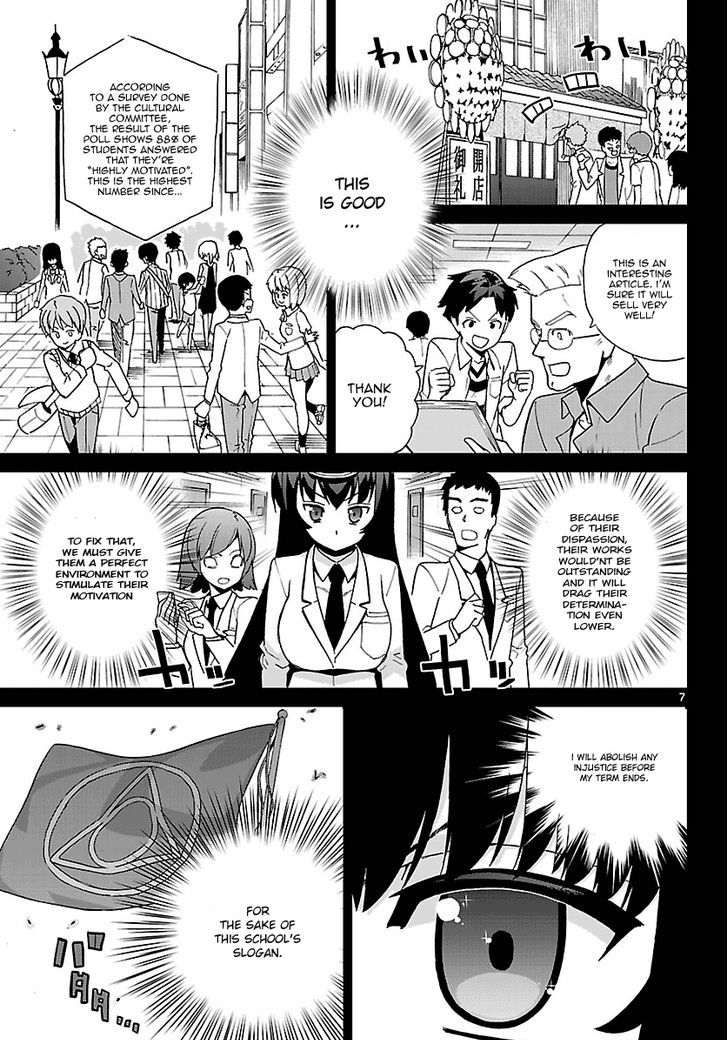 わい
わい
開店
御礼
THIS
IS GOOD
...
ACCORDING
TO A SURVEY DONE
BY THE CULTURAL
COMMITTEE,
THE RESULT OF THE
POLL SHOWS 88% OF
STUDENTS ANSWERED
THAT THEY'RE
"HIGHLY MOTIVATED".
THIS IS THE HIGHEST
NUMBER SINCE...
THIS IS AN
INTERESTING
ARTICLE. I'M
SURE IT WILL
SELL VERY
WELL!
THANK
YOU!
BECAUSE
OF THEIR
DISPASSION,
THEIR WORKS
WOULD'NT BE
OUTSTANDING
AND IT WILL
DRAG THEIR
DETERMINA-
TION EVEN
LOWER.
TO FIX THAT,
WE MUST GIVE
THEM A PERFECT
ENVIRONMENT TO
STIMULATE THEIR
MOTIVATION
カッ
カッ
7
I WILL ABOLISH ANY
INJUSTICE BEFORE
MY TERM ENDS.
FOR
THE SAKE OF
THIS SCHOOL'S
SLOGAN.